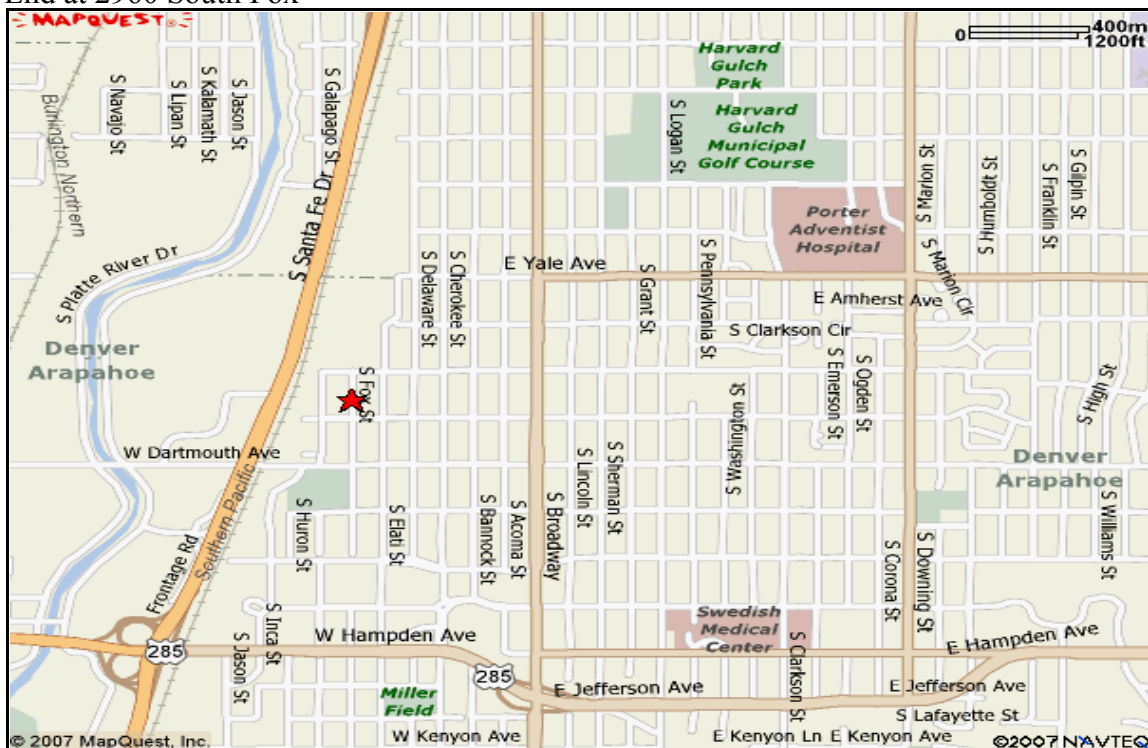 End at 2900 South Fox
MAPQUEST
0 400m
1200ft
Harvard
Gulch
Park
Harvard
Gulch
Municipal
Golf Course
S Navajo St
S Lipan St
S Kalamath St
S Jason St
S Galapago St
Burlington Northern
S Logan St
S Marion St
S Humboldt St
S Franklin St
S Gilpin St
S Santa Fe Dr
Porter
Adventist
Hospital
S Platte River Dr
S Delaware St
S Cherokee St
E Yale Ave
S Grant St
S Pennsylvania St
S Marion Cir
E Amherst Ave
S Clarkson Cir
Denver
Arapahoe
S Fox St
S Emerson St
S Ogden St
S High St
S Washington St
W Dartmouth Ave
Southern Pacific
S Lincoln St
S Sherman St
Denver
Arapahoe
S Huron St
S Elati St
S Bannock St
S Acoma St
S Broadway
S Williams St
Frontage Rd
S Corona St
S Downing St
S Inca St
S Jason St
W Hampden Ave
Swedish
Medical
Center
S Clarkson St
E Hampden Ave
285
285
E Jefferson Ave
E Jefferson Ave
Miller
Field
S Lafayette St
W Kenyon Ave
E Kenyon Ln
E Kenyon Ave
© 2007 MapQuest, Inc.
©2007 NAVTEQ